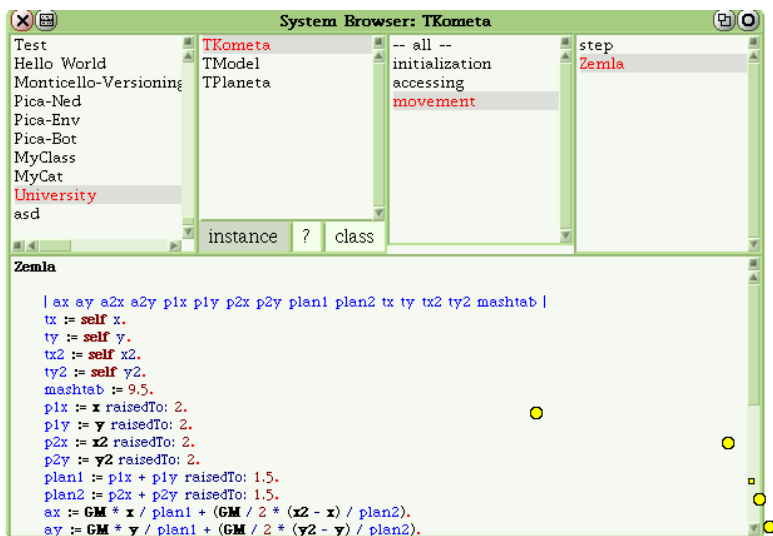 System Browser: TKometa
Test
Hello World
Monticello-Versioning
Pica-Ned
Pica-Env
Pica-Bot
MyClass
MyCat
University
asd
TKometa
TModel
TPlaneta
instance ? class
-- all --
initialization
accessing
movement
step
Zemla
Zemla
| ax ay a2x a2y p1x p1y p2x p2y plan1 plan2 tx ty tx2 ty2 mashtab |
tx := self x.
ty := self y.
tx2 := self x2.
ty2 := self y2.
mashtab := 9.5.
p1x := x raisedTo: 2.
p1y := y raisedTo: 2.
p2x := x2 raisedTo: 2.
p2y := y2 raisedTo: 2.
plan1 := p1x + p1y raisedTo: 1.5.
plan2 := p2x + p2y raisedTo: 1.5.
ax := GM * x / plan1 + (GM / 2 * (x2 - x) / plan2).
ay := GM * y / plan1 + (GM / 2 * (y2 - y) / plan2).